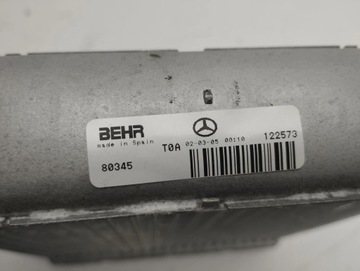 BEHR
made in Spain
T0A 02-03-05 00:10 122573
80345